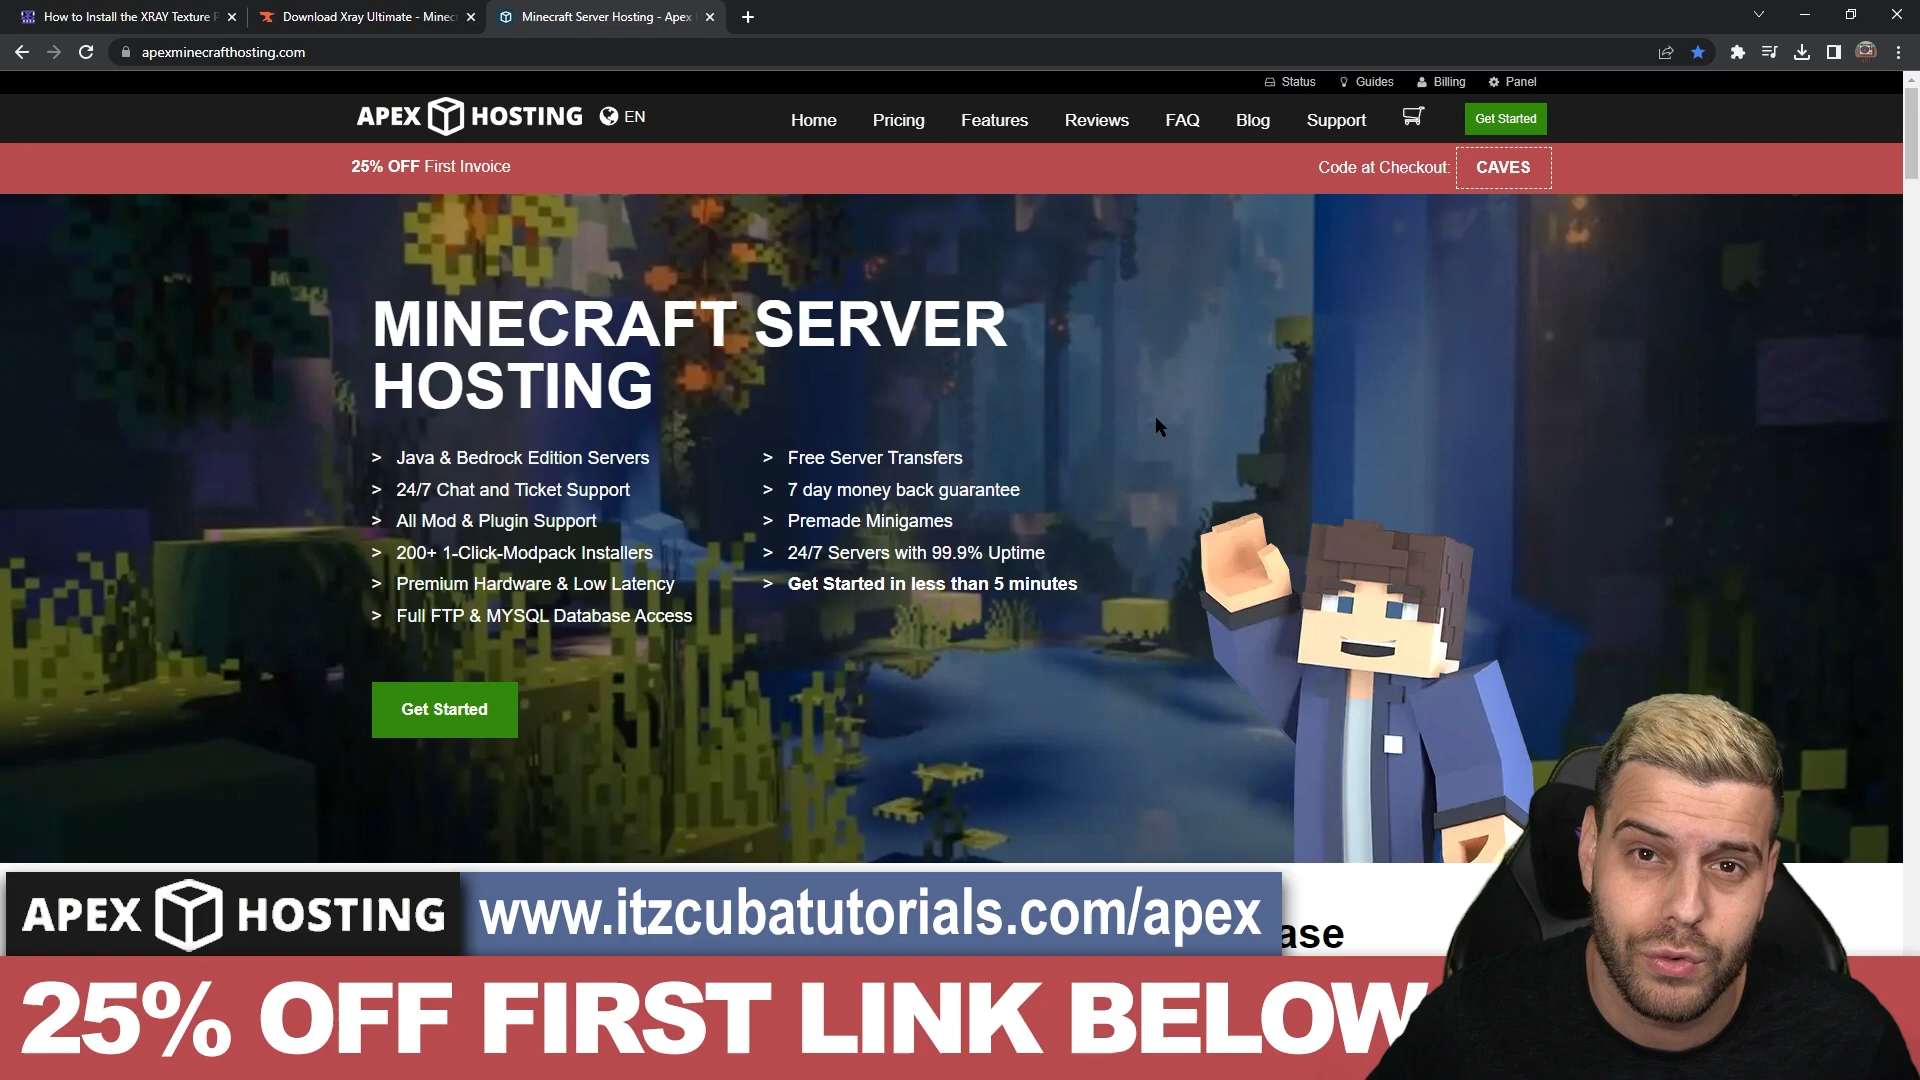 How to Install the XRAY Texture P
Download Xray Ultimate - Minec
Minecraft Server Hosting - Apex
apexminecrafthosting.com
Status Guides Billing Panel
APEX HOSTING EN
Home Pricing Features Reviews FAQ Blog Support Get Started
25% OFF First Invoice
Code at Checkout: CAVES
MINECRAFT SERVER
HOSTING
> Java & Bedrock Edition Servers
> 24/7 Chat and Ticket Support
> All Mod & Plugin Support
> 200+ 1-Click-Modpack Installers
> Premium Hardware & Low Latency
> Full FTP & MYSQL Database Access
> Free Server Transfers
> 7 day money back guarantee
> Premade Minigames
> 24/7 Servers with 99.9% Uptime
> Get Started in less than 5 minutes
Get Started
APEX HOSTING www.itzcubatutorials.com/apex
ase
25% OFF FIRST LINK BELOW